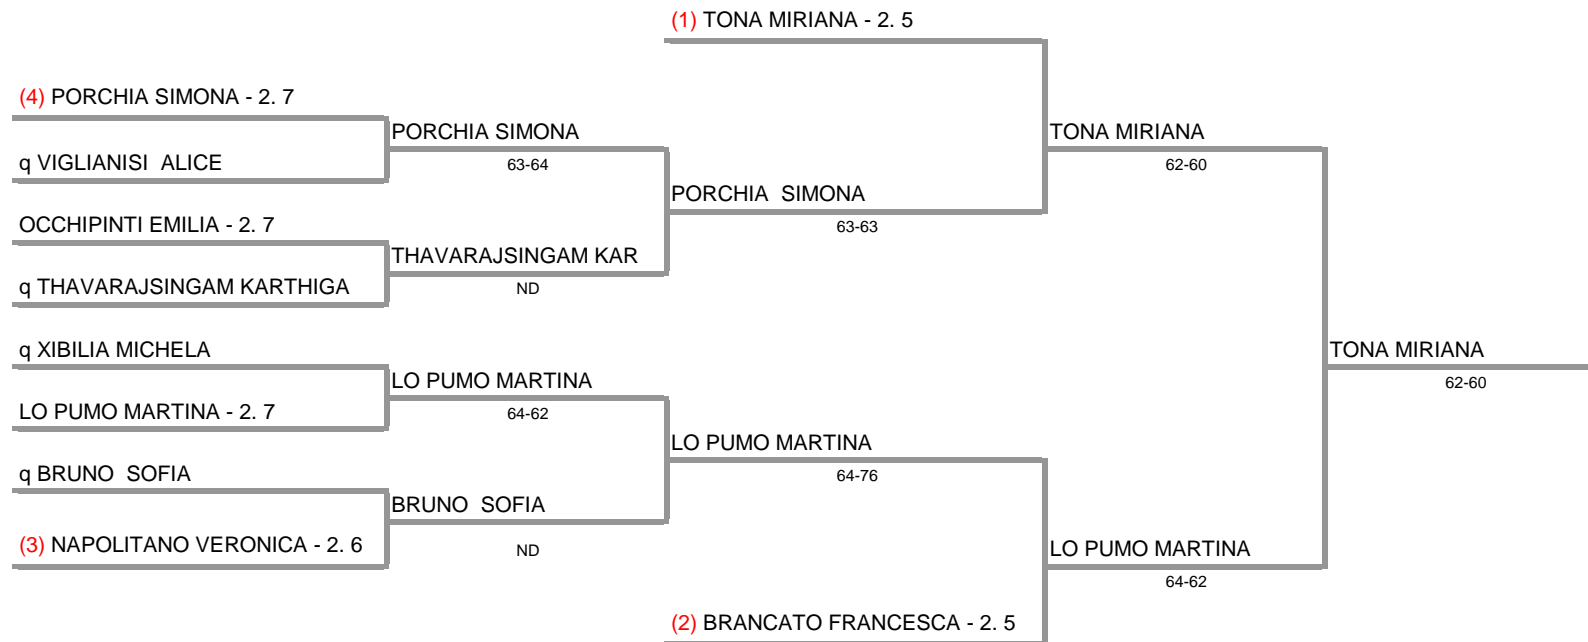 (1) TONA MIRIANA - 2. 5
(4) PORCHIA SIMONA - 2. 7
PORCHIA SIMONA
TONA MIRIANA
q VIGLIANISI  ALICE
63-64
62-60
PORCHIA  SIMONA
OCCHIPINTI EMILIA - 2. 7
63-63
THAVARAJSINGAM KAR
q THAVARAJSINGAM KARTHIGA
ND
q XIBILIA MICHELA
TONA MIRIANA
LO PUMO MARTINA
62-60
LO PUMO MARTINA - 2. 7
64-62
LO PUMO MARTINA
q BRUNO  SOFIA
64-76
BRUNO  SOFIA
(3) NAPOLITANO VERONICA - 2. 6
ND
LO PUMO MARTINA
64-62
(2) BRANCATO FRANCESCA - 2. 5